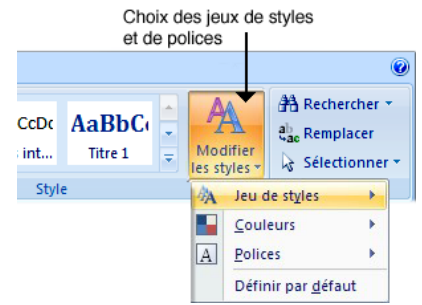 Choix des jeux de styles
et de polices
Rechercher
CcDc AaBbC
Remplacer
s int... Titre 1
Modifier
les styles
Sélectionner
Style
Jeu de styles
Couleurs
A Polices
Définir par défaut